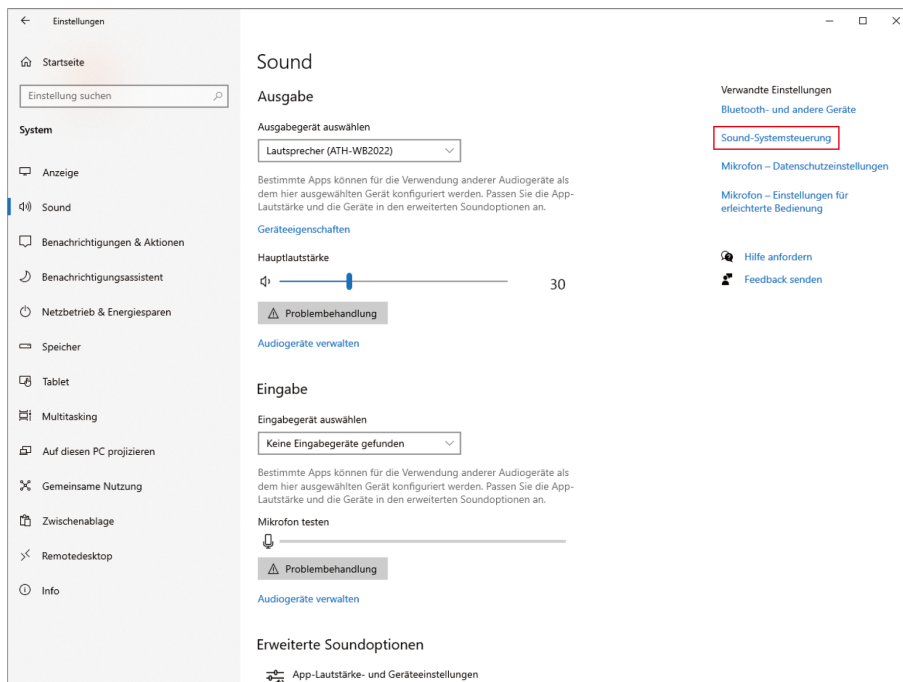 Einstellungen
Startseite
Einstellung suchen
System
Anzeige
Sound
Benachrichtigungen & Aktionen
Benachrichtigungsassistent
Netzbetrieb & Energiesparen
Speicher
Tablet
Multitasking
Auf diesen PC projizieren
Gemeinsame Nutzung
Zwischenablage
Remotedesktop
Info
Sound
Ausgabe
Ausgabegerät auswählen
Lautsprecher (ATH-WB2022)
Bestimmte Apps können für die Verwendung anderer Audiogeräte als
dem hier ausgewählten Gerät konfiguriert werden. Passen Sie die App-
Lautstärke und die Geräte in den erweiterten Soundoptionen an.
Geräteeigenschaften
Hauptlautstärke
30
Problembehandlung
Audiogeräte verwalten
Eingabe
Eingabegerät auswählen
Keine Eingabegeräte gefunden
Bestimmte Apps können für die Verwendung anderer Audiogeräte als
dem hier ausgewählten Gerät konfiguriert werden. Passen Sie die App-
Lautstärke und die Geräte in den erweiterten Soundoptionen an.
Mikrofon testen
Problembehandlung
Audiogeräte verwalten
Erweiterte Soundoptionen
App-Lautstärke- und Geräteeinstellungen
Verwandte Einstellungen
Bluetooth- und andere Geräte
Sound-Systemsteuerung
Mikrofon – Datenschutzeinstellungen
Mikrofon – Einstellungen für
erleichterte Bedienung
Hilfe anfordern
Feedback senden